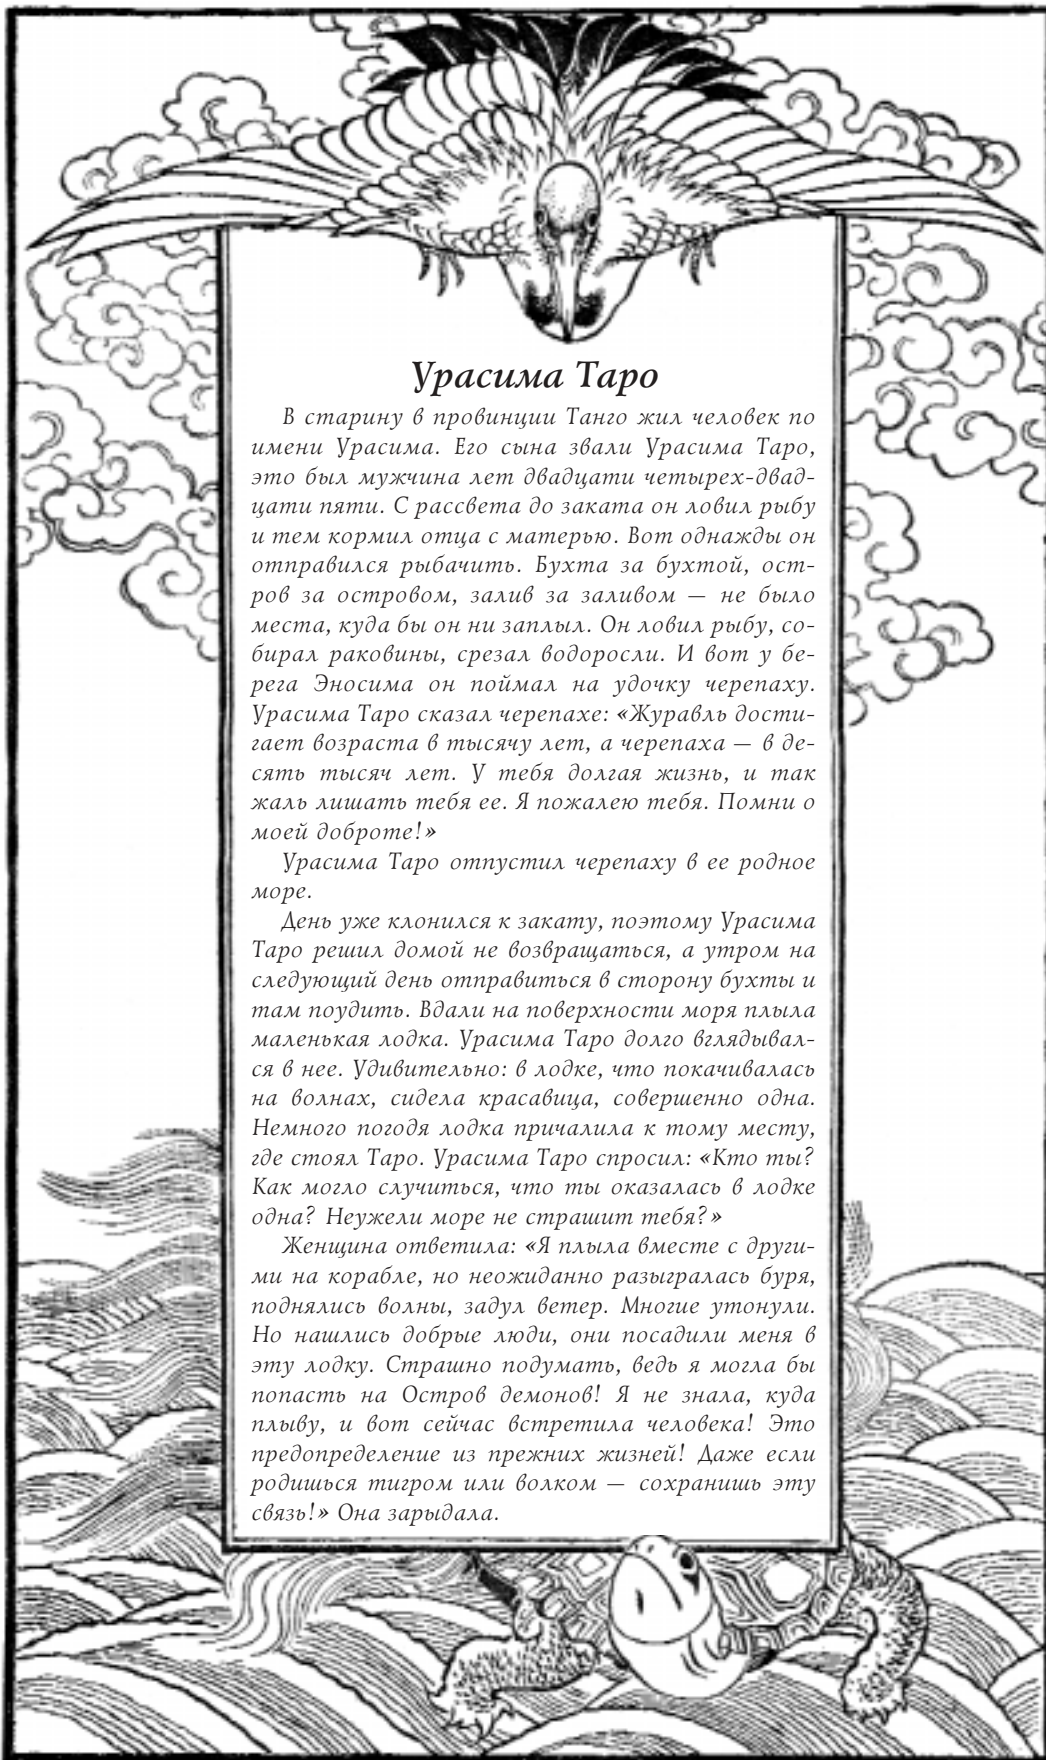 Урасима Таро
В старину в провинции Танго жил человек по
имени Урасима. Его сына звали Урасима Таро,
это был мужчина лет двадцати четырех-двад-
цати пяти. С рассвета до заката он ловил рыбу
и тем кормил отца с матерью. Вот однажды он
отправился рыбачить. Бухта за бухтой, ост-
ров за островом, залив за заливом — не было
места, куда бы он ни заплыл. Он ловил рыбу, со-
бирал раковины, срезал водоросли. И вот у бе-
рега Эносима он поймал на удочку черепаху.
Урасима Таро сказал черепахе: «Журавль дости-
гает возраста в тысячу лет, а черепаха — в де-
сять тысяч лет. У тебя долгая жизнь, и так
жаль лишать тебя ее. Я пожалею тебя. Помни о
моей доброте!»
Урасима Таро отпустил черепаху в ее родное
море.
День уже клонился к закату, поэтому Урасима
Таро решил домой не возвращаться, а утром на
следующий день отправиться в сторону бухты и
там поудить. Вдали на поверхности моря плыла
маленькая лодка. Урасима Таро долго вглядывал-
ся в нее. Удивительно: в лодке, что покачивалась
на волнах, сидела красавица, совершенно одна.
Немного погодя лодка причалила к тому месту,
где стоял Таро. Урасима Таро спросил: «Кто ты?
Как могло случиться, что ты оказалась в лодке
одна? Неужели море не страшит тебя?»
Женщина ответила: «Я плыла вместе с други-
ми на корабле, но неожиданно разыгралась буря,
поднялись волны, задул ветер. Многие утонули.
Но нашлись добрые люди, они посадили меня в
эту лодку. Страшно подумать, ведь я могла бы
попасть на Остров демонов! Я не знала, куда
плыву, и вот сейчас встретила человека! Это
предопределение из прежних жизней! Даже если
родишься тигром или волком — сохранишь эту
связь!» Она зарыдала.